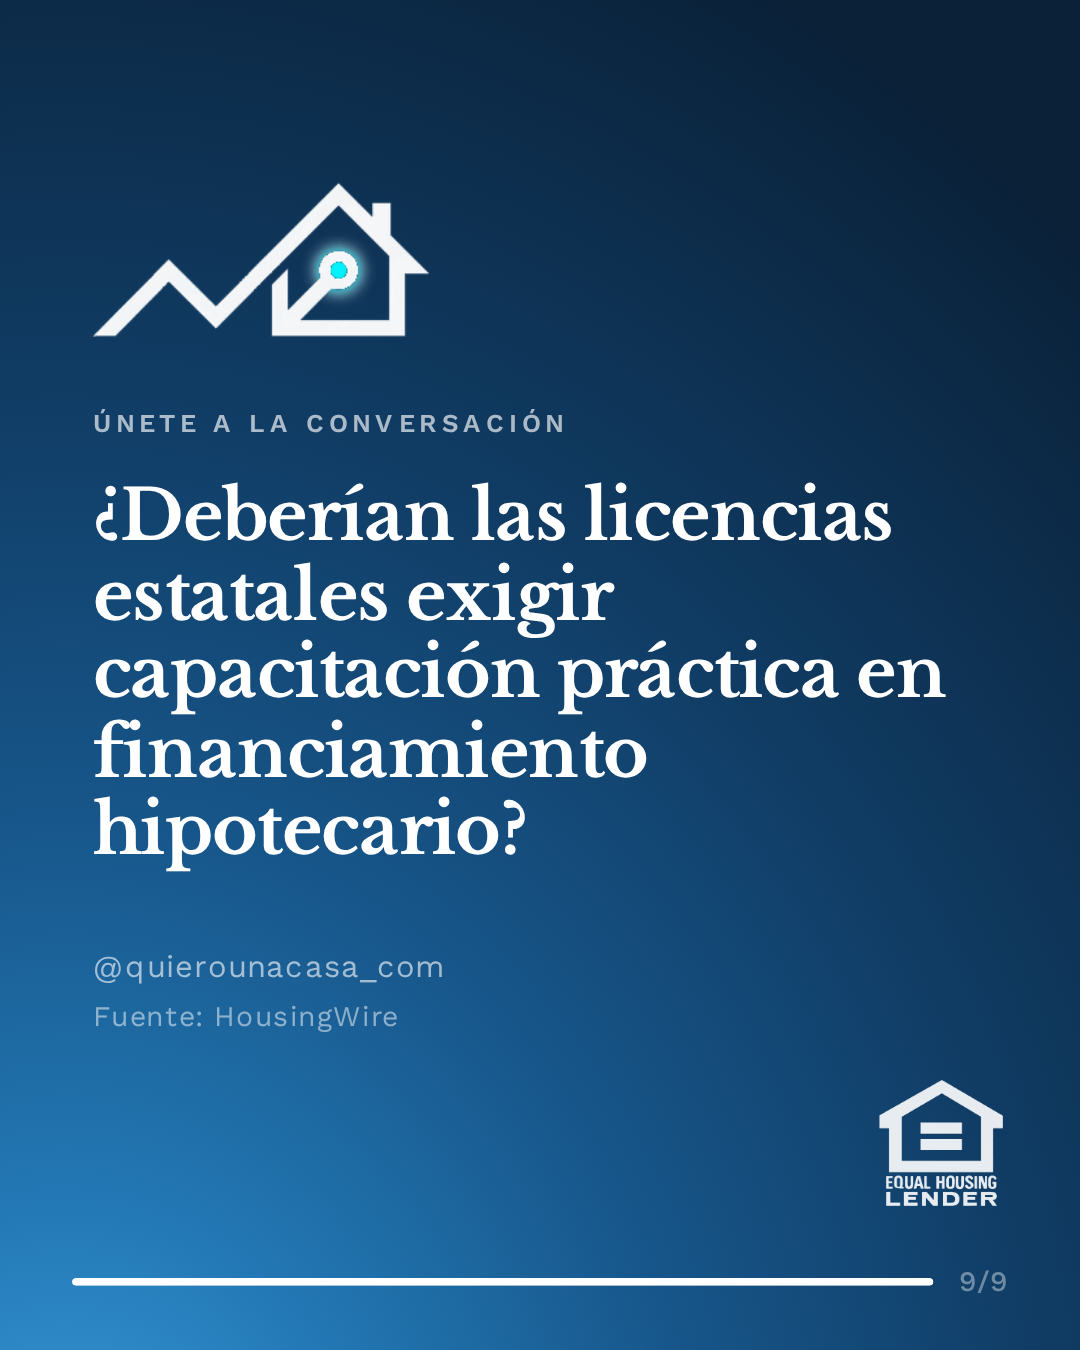 ÚNETE A LA CONVERSACIÓN
¿Deberían las licencias
estatales exigir
capacitación práctica en
financiamiento
hipotecario?
@quierounacasa_com
Fuente: HousingWire
EQUAL HOUSING
LENDER
9/9